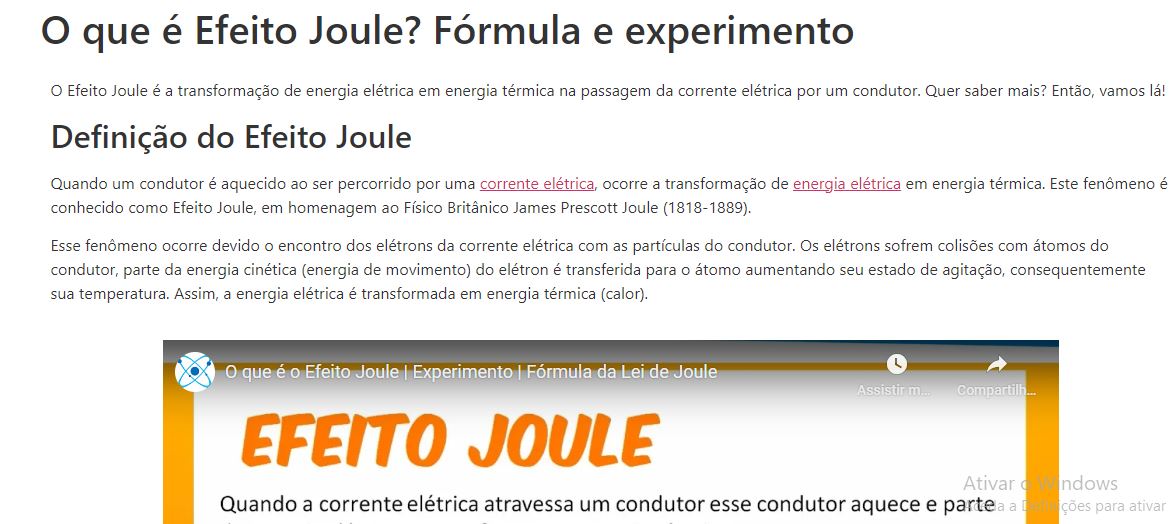 O que é Efeito Joule? Fórmula e experimento
O Efeito Joule é a transformação de energia elétrica em energia térmica na passagem da corrente elétrica por um condutor. Quer saber mais? Então, vamos lá!
Definição do Efeito Joule
Quando um condutor é aquecido ao ser percorrido por uma corrente elétrica, ocorre a transformação de energia elétrica em energia térmica. Este fenômeno é
conhecido como Efeito Joule, em homenagem ao Físico Britânico James Prescott Joule (1818-1889).
Esse fenômeno ocorre devido o encontro dos elétrons da corrente elétrica com as partículas do condutor. Os elétrons sofrem colisões com átomos do
condutor, parte da energia cinética (energia de movimento) do elétron é transferida para o átomo aumentando seu estado de agitação, consequentemente
sua temperatura. Assim, a energia elétrica é transformada em energia térmica (calor).
O que é o Efeito Joule | Experimento | Fórmula da Lei de Joule
Assistir m... Compartilh...
EFEITO JOULE
Quando a corrente elétrica atravessa um condutor esse condutor aquece e parte
Ativar o Windows
Aceda a Definições para ativar